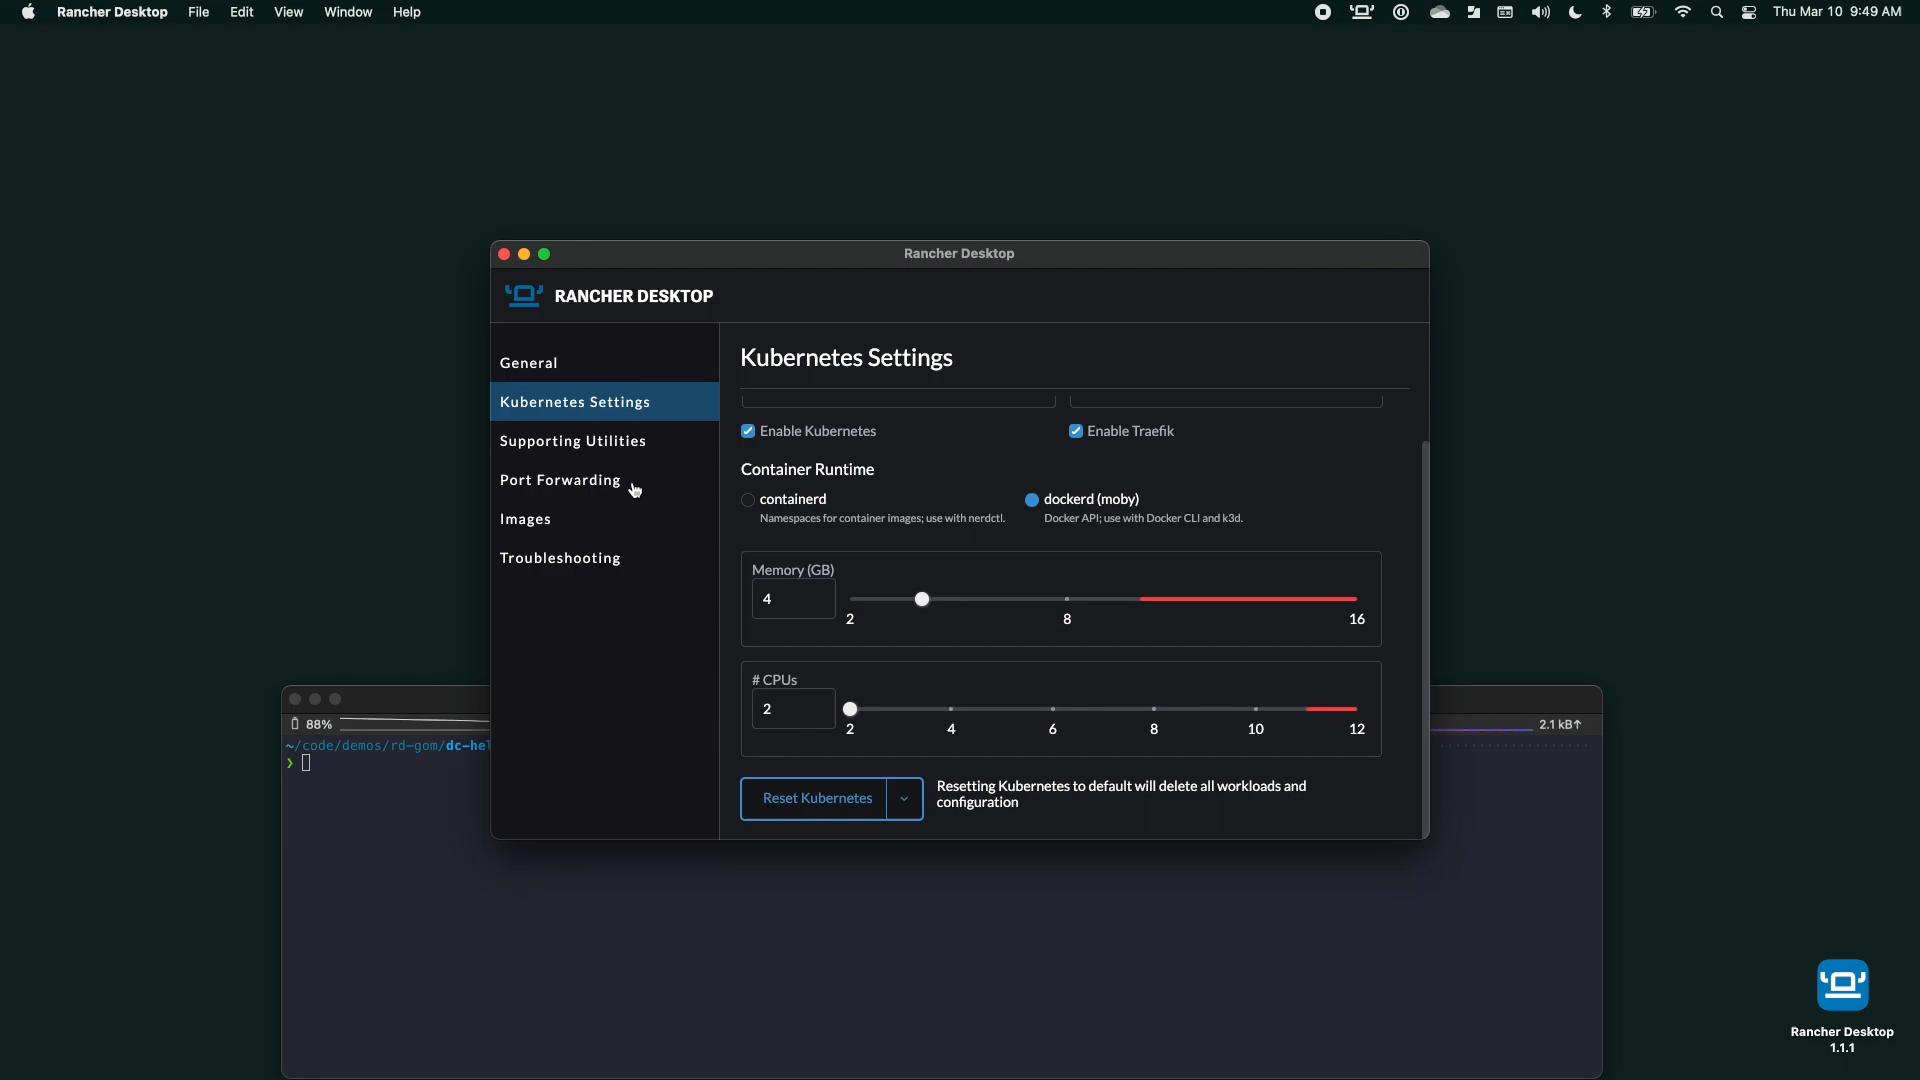 Rancher Desktop File Edit View Window Help Thu Mar 10 9:49 AM
Rancher Desktop
RANCHER DESKTOP
General
Kubernetes Settings
Supporting Utilities
Port Forwarding
Images
Troubleshooting
Kubernetes Settings
Enable Kubernetes Enable Traefik
Container Runtime
containerd dockerd (moby)
Namespaces for container images; use with nerdctl. Docker API; use with Docker CLI and k3d.
Memory (GB)
4
2 8 16
# CPUs
2
2 4 6 8 10 12
Reset Kubernetes
Resetting Kubernetes to default will delete all workloads and
configuration
88% 2.1 kB↑
~/code/demos/rd-gom/dc-hel
❯
Rancher Desktop
1.1.1